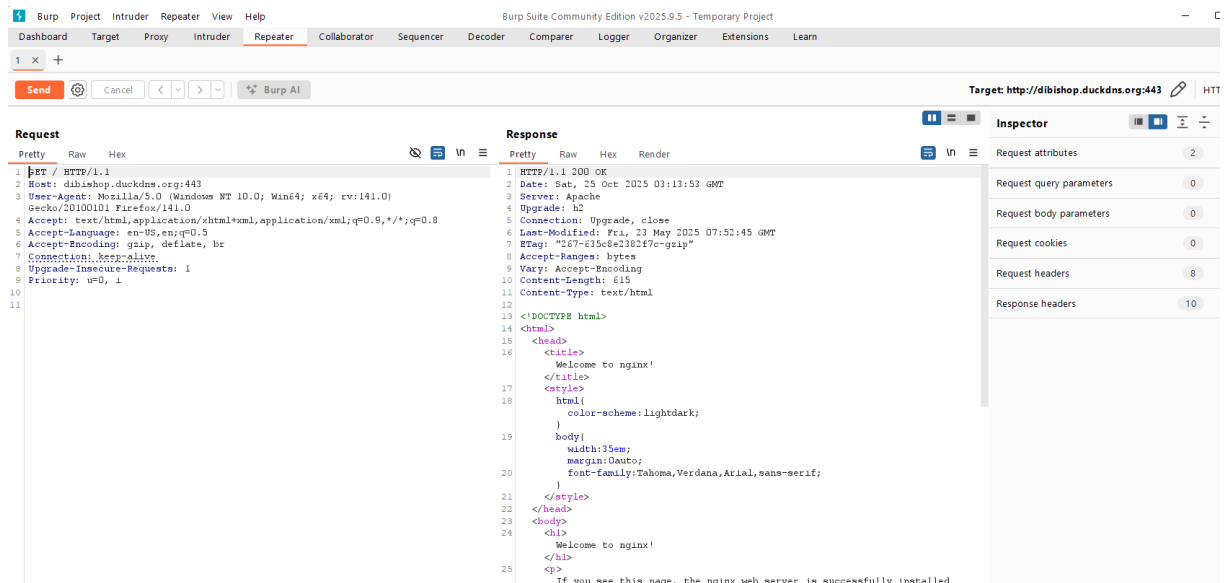 Burp Project Intruder Repeater View Help
Burp Suite Community Edition v2025.9.5 - Temporary Project
Dashboard Target Proxy Intruder Repeater Collaborator Sequencer Decoder Comparer Logger Organizer Extensions Learn
1 × +
Send Cancel < > Burp AI
Target: http://dibishop.duckdns.org:443
HTT
Request
Pretty Raw Hex
\n
1 GET / HTTP/1.1
2 Host: dibishop.duckdns.org:443
3 User-Agent: Mozilla/5.0 (Windows NT 10.0; Win64; x64; rv:141.0)
Gecko/20100101 Firefox/141.0
4 Accept: text/html,application/xhtml+xml,application/xml;q=0.9,*/*;q=0.8
5 Accept-Language: en-US,en;q=0.5
6 Accept-Encoding: gzip, deflate, br
7 Connection: keep-alive
8 Upgrade-Insecure-Requests: 1
9 Priority: u=0, i
10
11
Response
Pretty Raw Hex Render
\n
1 HTTP/1.1 200 OK
2 Date: Sat, 25 Oct 2025 03:13:53 GMT
3 Server: Apache
4 Upgrade: h2
5 Connection: Upgrade, close
6 Last-Modified: Fri, 23 May 2025 07:52:45 GMT
7 ETag: "267-635c8e2382f7c-gzip"
8 Accept-Ranges: bytes
9 Vary: Accept-Encoding
10 Content-Length: 615
11 Content-Type: text/html
12
13 <!DOCTYPE html>
14 <html>
15 <head>
16 <title>
Welcome to nginx!
</title>
17 <style>
18 html{
color-scheme:lightdark;
}
19 body{
width:35em;
margin:0auto;
20 font-family:Tahoma,Verdana,Arial,sans-serif;
}
21 </style>
22 </head>
23 <body>
24 <h1>
Welcome to nginx!
</h1>
25 <p>
If you see this page, the nginx web server is successfully installed
Inspector
Request attributes 2
Request query parameters 0
Request body parameters 0
Request cookies 0
Request headers 8
Response headers 10